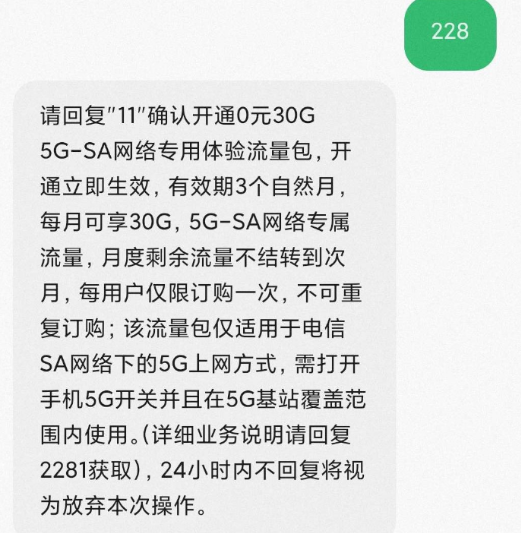 228
请回复"11"确认开通0元30G
5G-SA网络专用体验流量包，开
通立即生效，有效期3个自然月，
每月可享30G，5G-SA网络专属
流量，月度剩余流量不结转到次
月，每用户仅限订购一次，不可重
复订购；该流量包仅适用于电信
SA网络下的5G上网方式，需打开
手机5G开关并且在5G基站覆盖范
围内使用。(详细业务说明请回复
2281获取)，24小时内不回复将视
为放弃本次操作。